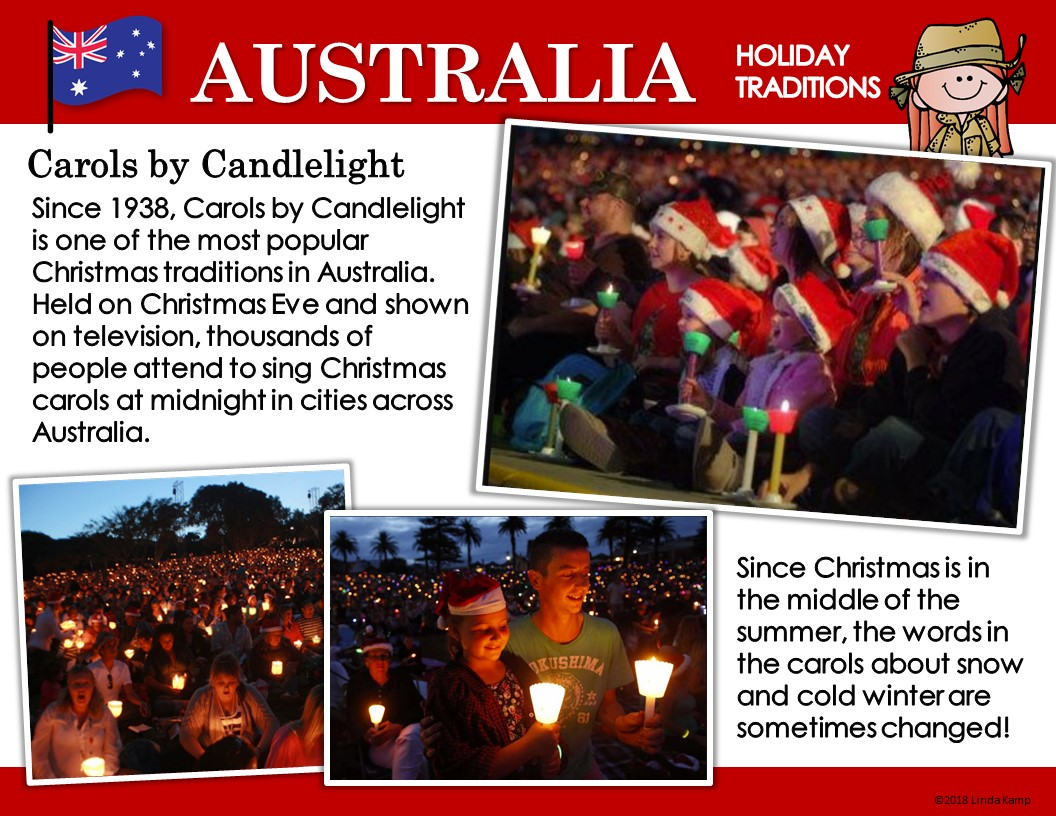 AUSTRALIA
HOLIDAY
TRADITIONS
Carols by Candlelight
Since 1938, Carols by Candlelight
is one of the most popular
Christmas traditions in Australia.
Held on Christmas Eve and shown
on television, thousands of
people attend to sing Christmas
carols at midnight in cities across
Australia.
KUSHIMA
61
Since Christmas is in
the middle of the
summer, the words in
the carols about snow
and cold winter are
sometimes changed!
©2018 Linda Kamp